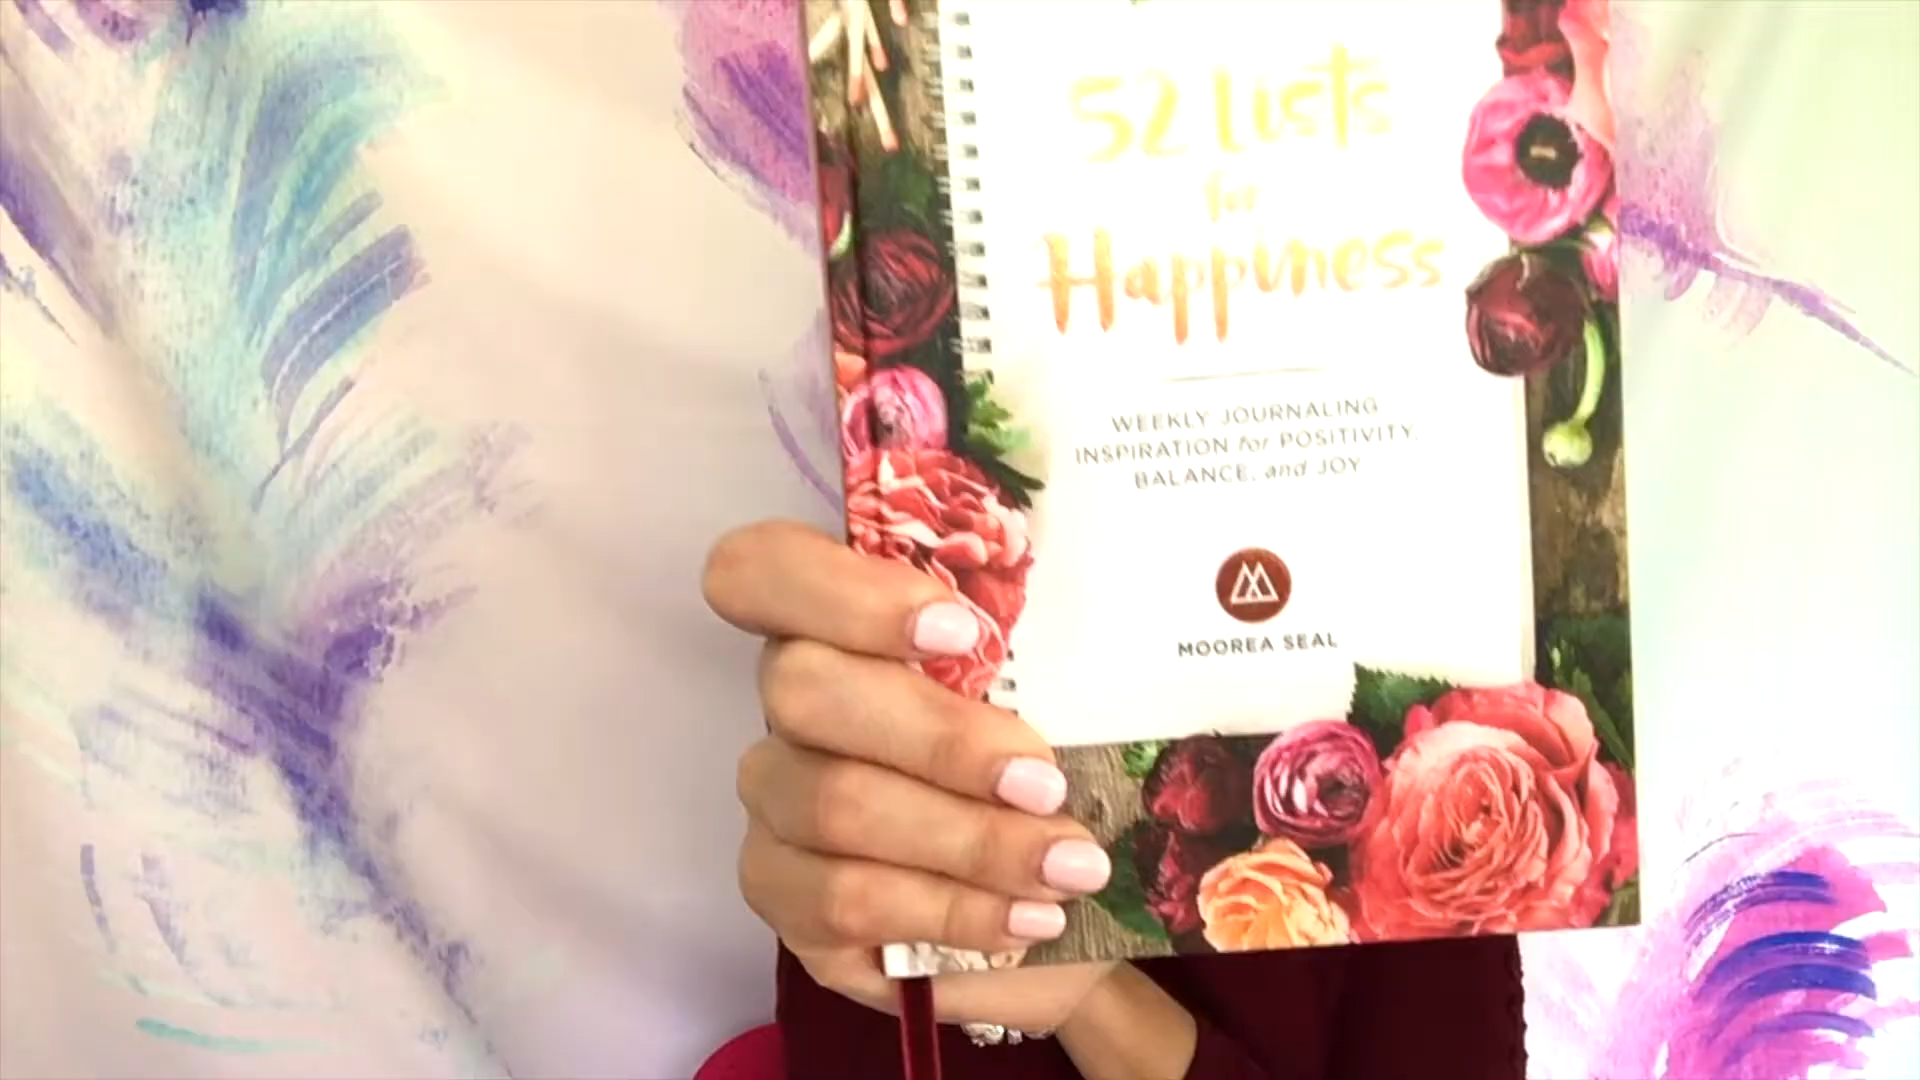 52 Lists
for
Happiness
WEEKLY JOURNALING
INSPIRATION for POSITIVITY,
BALANCE, and JOY
MOOREA SEAL